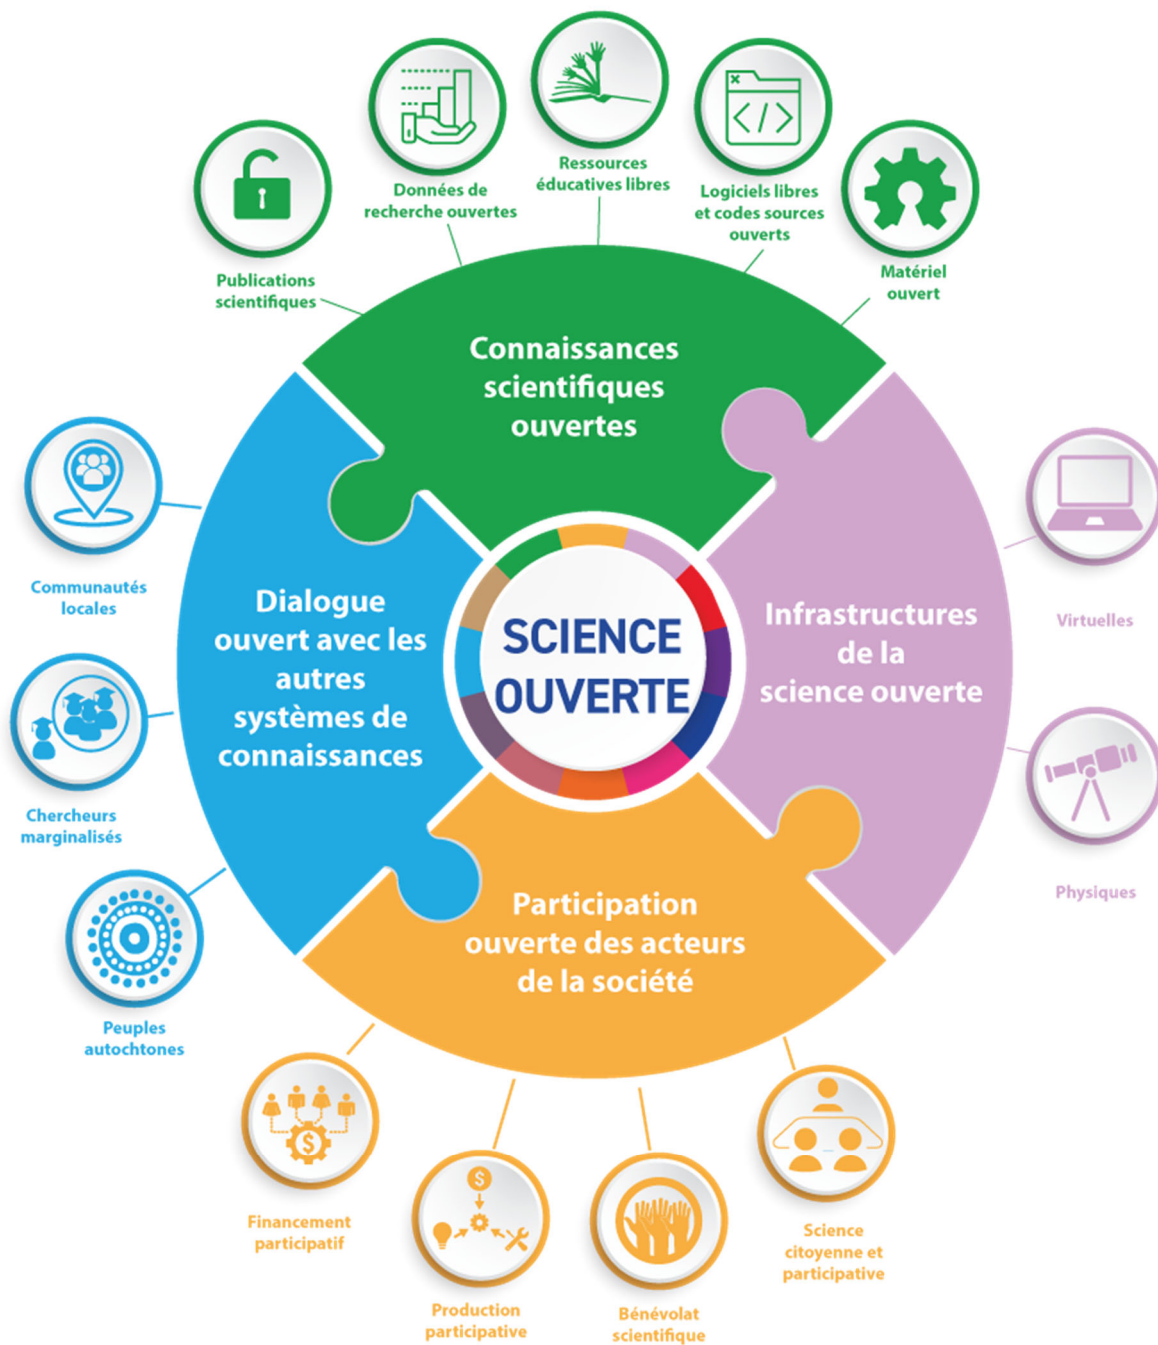 Publications
scientifiques
Données de
recherche ouvertes
Ressources
éducatives libres
Logiciels libres
et codes sources
ouverts
Matériel
ouvert
Connaissances
scientifiques
ouvertes
Communautés
locales
Chercheurs
marginalisés
Peuples
autochtones
Dialogue
ouvert avec les
autres
systèmes de
connaissances
SCIENCE
OUVERTE
Infrastructures
de la
science ouverte
Virtuelles
Physiques
Participation
ouverte des acteurs
de la société
Financement
participatif
Production
participative
Bénévolat
scientifique
Science
citoyenne et
participative